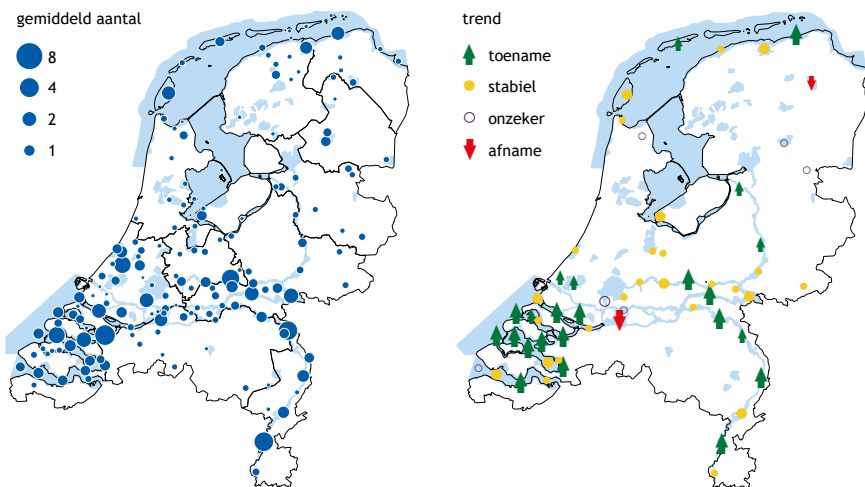 gemiddeld aantal
8
4
2
1
trend
toename
stabiel
onzeker
afname